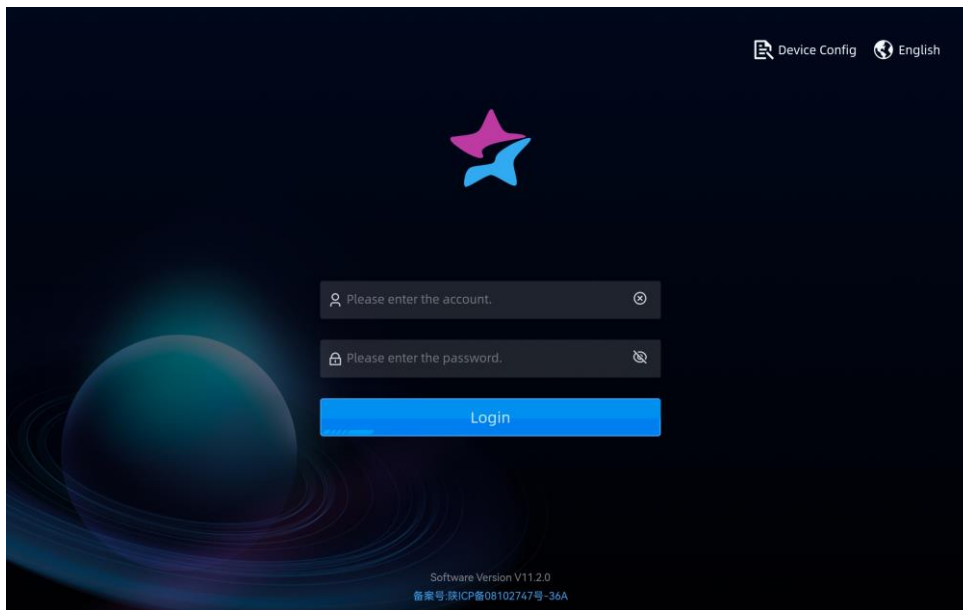 Device Config
English
Please enter the account.
Please enter the password.
Login
Software Version V11.2.0
备案号:陕ICP备08102747号-36A